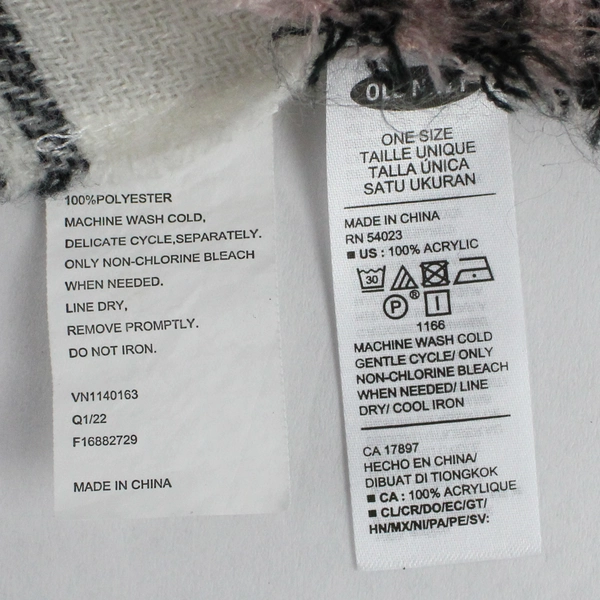 100%POLYESTER
MACHINE WASH COLD,
DELICATE CYCLE,SEPARATELY.
ONLY NON-CHLORINE BLEACH
WHEN NEEDED.
LINE DRY,
REMOVE PROMPTLY.
DO NOT IRON.
VN1140163
Q1/22
F16882729
MADE IN CHINA
ONE SIZE
TAILLE UNIQUE
TALLA ÚNICA
SATU UKURAN
MADE IN CHINA
RN 54023
■ US : 100% ACRYLIC
30
P ®
1166
MACHINE WASH COLD
GENTLE CYCLE/ ONLY
NON-CHLORINE BLEACH
WHEN NEEDED/ LINE
DRY/ COOL IRON
CA 17897
HECHO EN CHINA/
DIBUAT DI TIONGKOK
■ CA : 100% ACRYLIQUE
■ CL/CR/DO/EC/GT/
HN/MX/NI/PA/PE/SV: